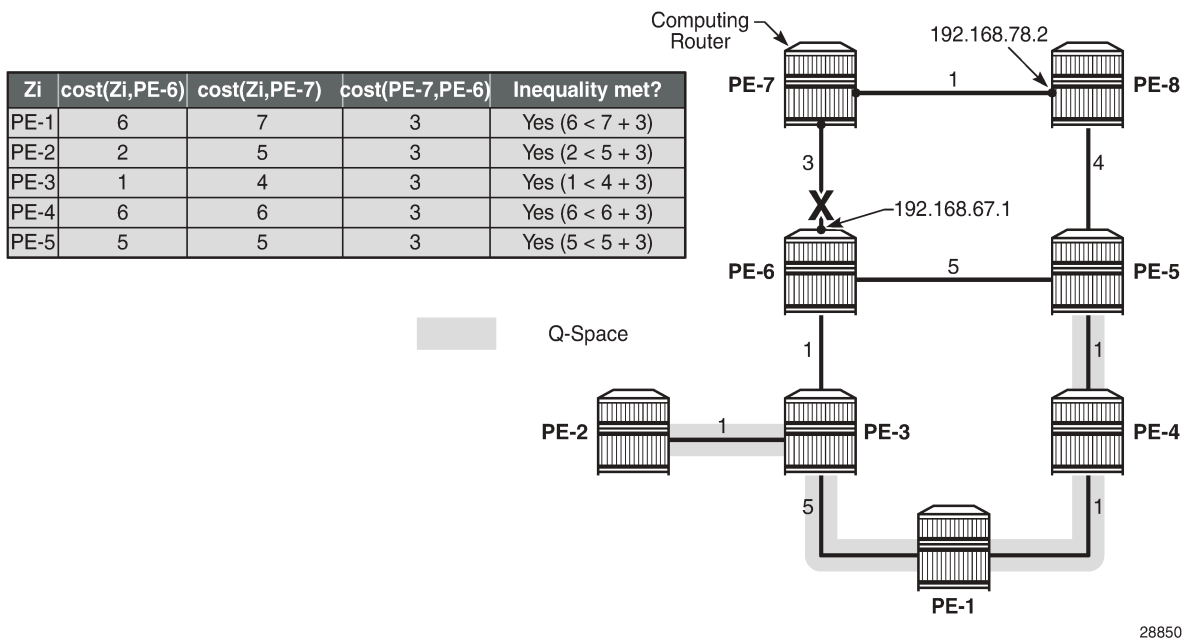 Computing
Router
192.168.78.2
PE-7
1
PE-8
Zi cost(Zi,PE-6) cost(Zi,PE-7) cost(PE-7,PE-6) Inequality met?
PE-1 6 7 3 Yes (6 < 7 + 3)
PE-2 2 5 3 Yes (2 < 5 + 3)
PE-3 1 4 3 Yes (1 < 4 + 3)
PE-4 6 6 3 Yes (6 < 6 + 3)
PE-5 5 5 3 Yes (5 < 5 + 3)
3
4
X
192.168.67.1
PE-6
5
PE-5
Q-Space
1
1
PE-2
1
PE-3
PE-4
5
1
PE-1
28850